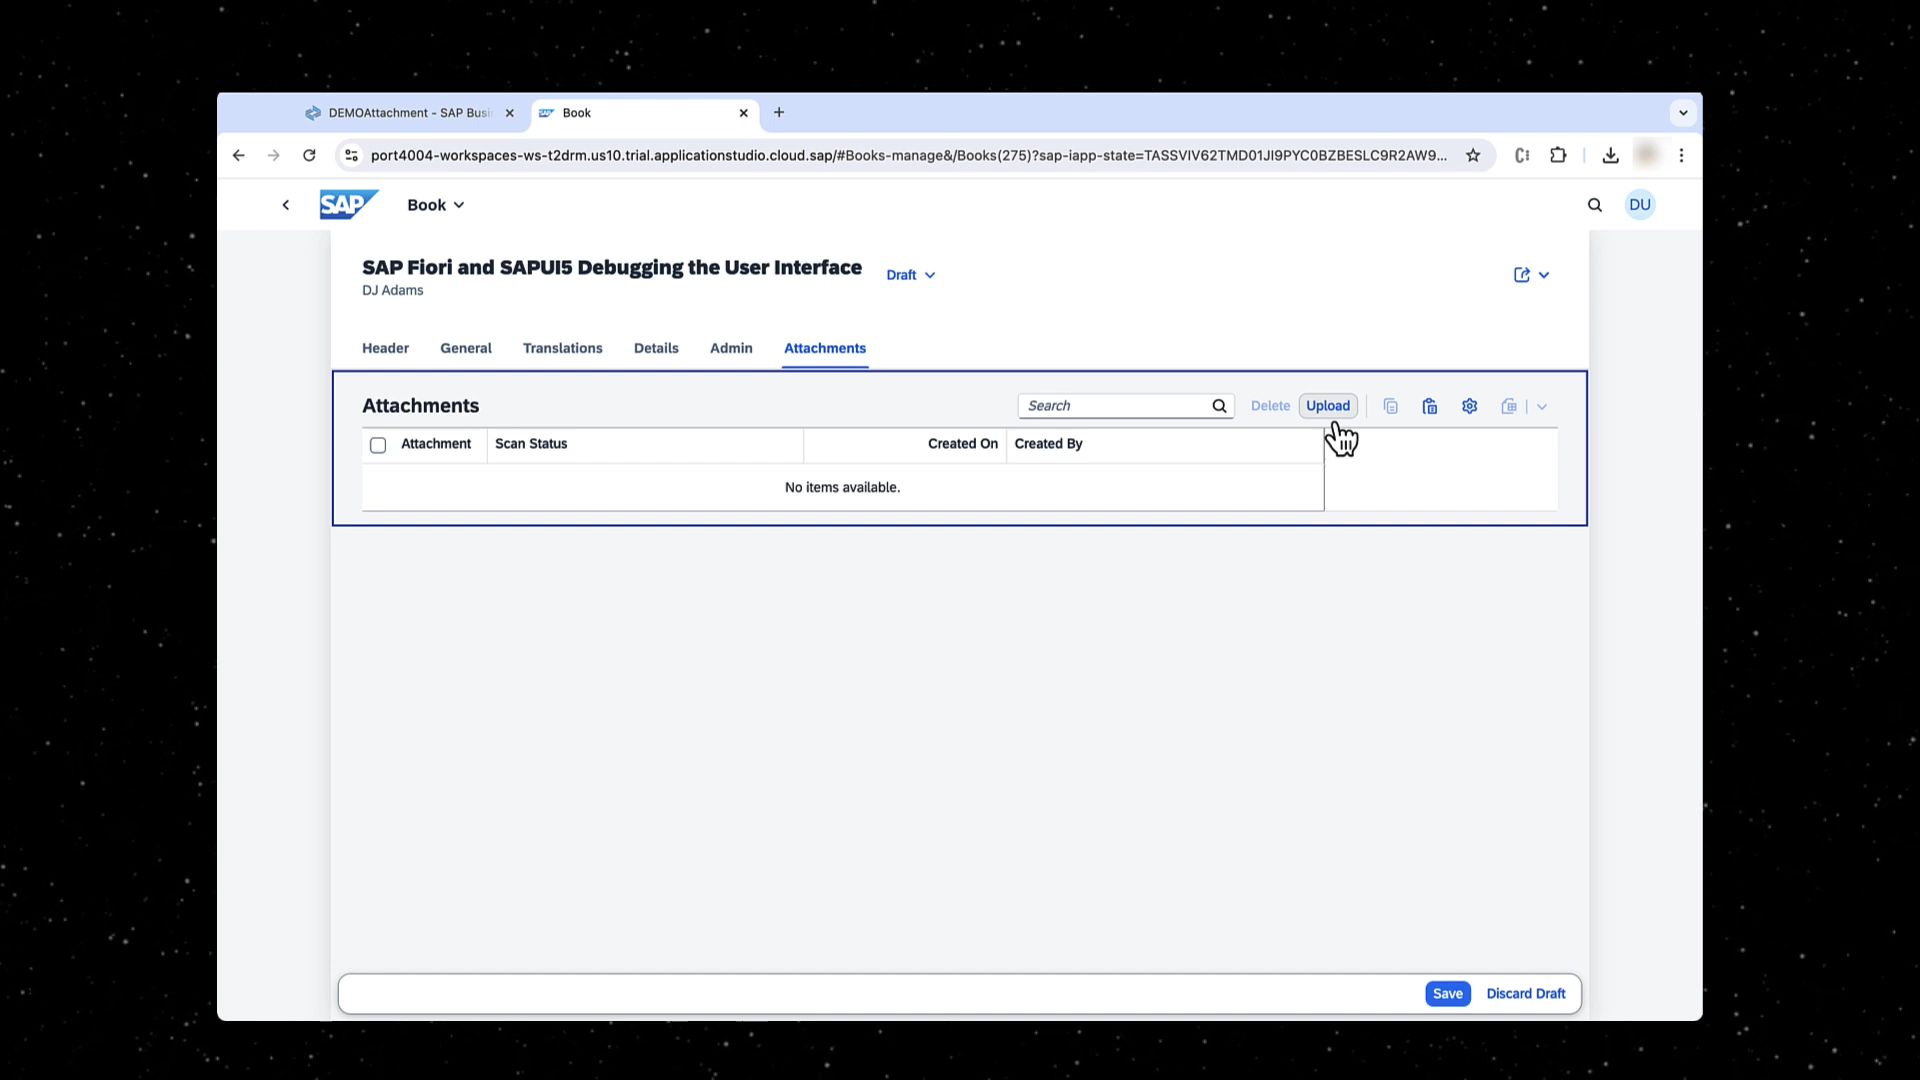 DEMOAttachment - SAP Busi
Book
port4004-workspaces-ws-t2drm.us10.trial.applicationstudio.cloud.sap/#Books-manage&/Books(275)?sap-iapp-state=TASSVIV62TMD01JI9PYC0BZBESLC9R2AW9...
SAP Book DU
SAP Fiori and SAPUI5 Debugging the User Interface Draft
DJ Adams
Header General Translations Details Admin Attachments
Attachments Search Delete Upload
Attachment Scan Status Created On Created By
No items available.
Save Discard Draft